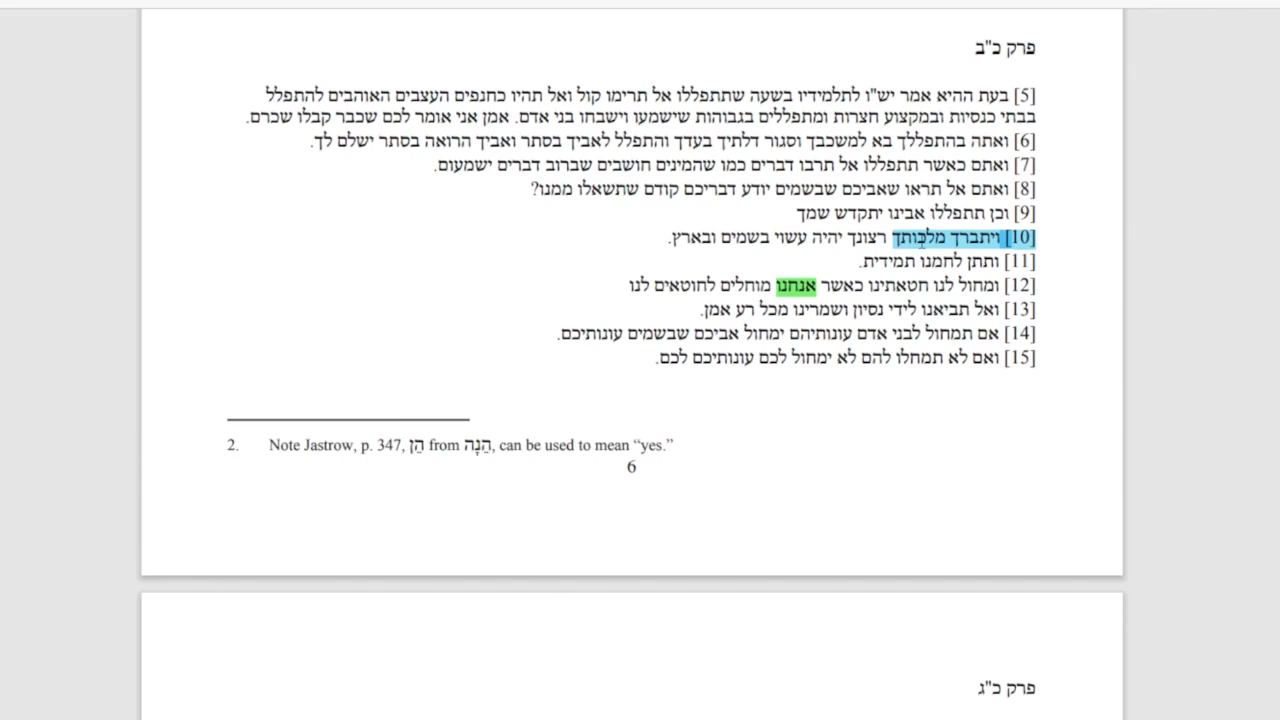 פרק כ"ב
[5] בעת ההיא אמר יש"ו לתלמידיו בשעה שתתפללו אל תרימו קול ואל תהיו כחנפים העצבים האוהבים להתפלל
בבתי כנסיות ובמקצוע חצרות ומתפללים בגבוהות שישמעו וישבחו בני אדם. אמן אני אומר לכם שכבר קבלו שכרם.
[6] ואתה בהתפללך בא למשכבך וסגור דלתיך בעדך והתפלל לאביך בסתר ואביך הרואה בסתר ישלם לך.
[7] ואתם כאשר תתפללו אל תרבו דברים כמו שהמינים חושבים שברוב דברים ישמעום.
[8] ואתם אל תראו שאביכם שבשמים יודע דבריכם קודם שתשאלו ממנו?
[9] וכן תתפללו אבינו יתקדש שמך
[10] ויתברך מלכותך רצונך יהיה עשוי בשמים ובארץ.
[11] ותתן לחמנו תמידית.
[12] ומחול לנו חטאתינו כאשר אנחנו מוחלים לחוטאים לנו
[13] ואל תביאנו לידי נסיון ושמרינו מכל רע אמן.
[14] אם תמחול לבני אדם עונותיהם ימחול אביכם שבשמים עונותיכם.
[15] ואם לא תמחלו להם לא ימחול לכם עונותיכם לכם.
2. Note Jastrow, p. 347, הֵן from הֵנָה, can be used to mean “yes.”
6
פרק כ"ג